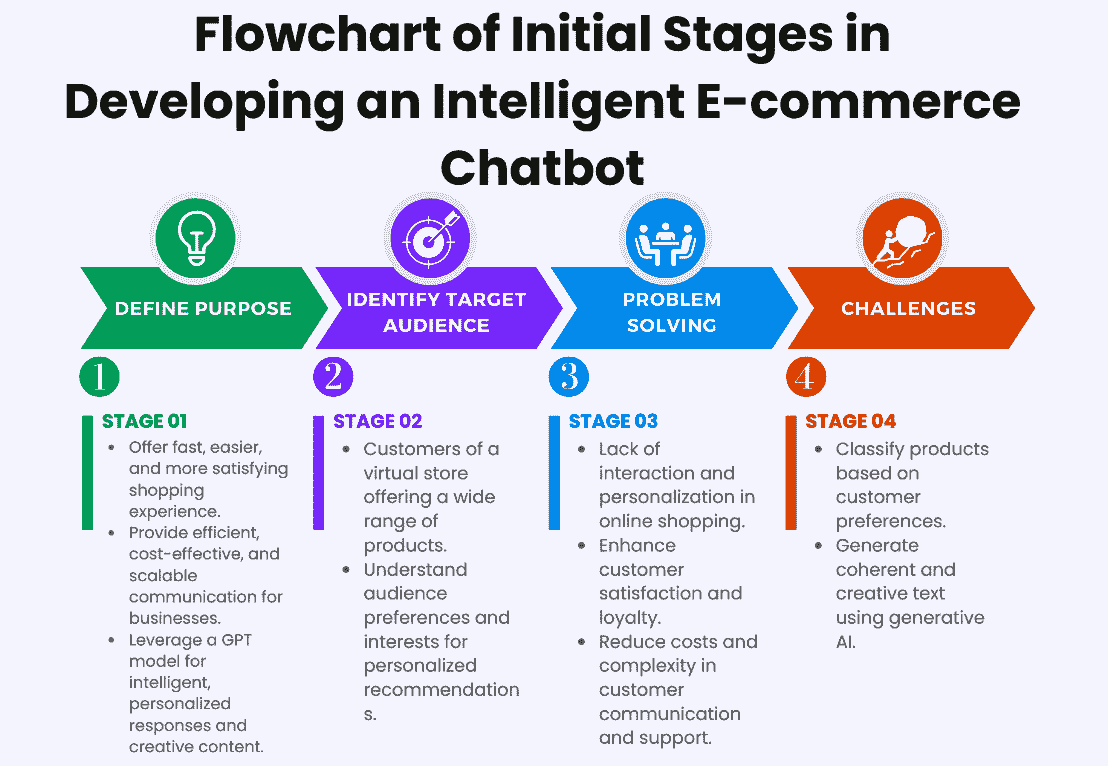 Flowchart of Initial Stages in
Developing an Intelligent E-commerce
Chatbot
DEFINE PURPOSE
IDENTIFY TARGET
AUDIENCE
PROBLEM
SOLVING
CHALLENGES
1
STAGE 01
• Offer fast, easier,
and more satisfying
shopping
experience.
• Provide efficient,
cost-effective, and
scalable
communication for
businesses.
• Leverage a GPT
model for
intelligent,
personalized
responses and
creative content.
2
STAGE 02
• Customers of a
virtual store
offering a wide
range of
products.
• Understand
audience
preferences and
interests for
personalized
recommendation
s.
3
STAGE 03
• Lack of
interaction and
personalization in
online shopping.
• Enhance
customer
satisfaction and
loyalty.
• Reduce costs and
complexity in
customer
communication
and support.
4
STAGE 04
• Classify products
based on
customer
preferences.
• Generate
coherent and
creative text
using generative
AI.